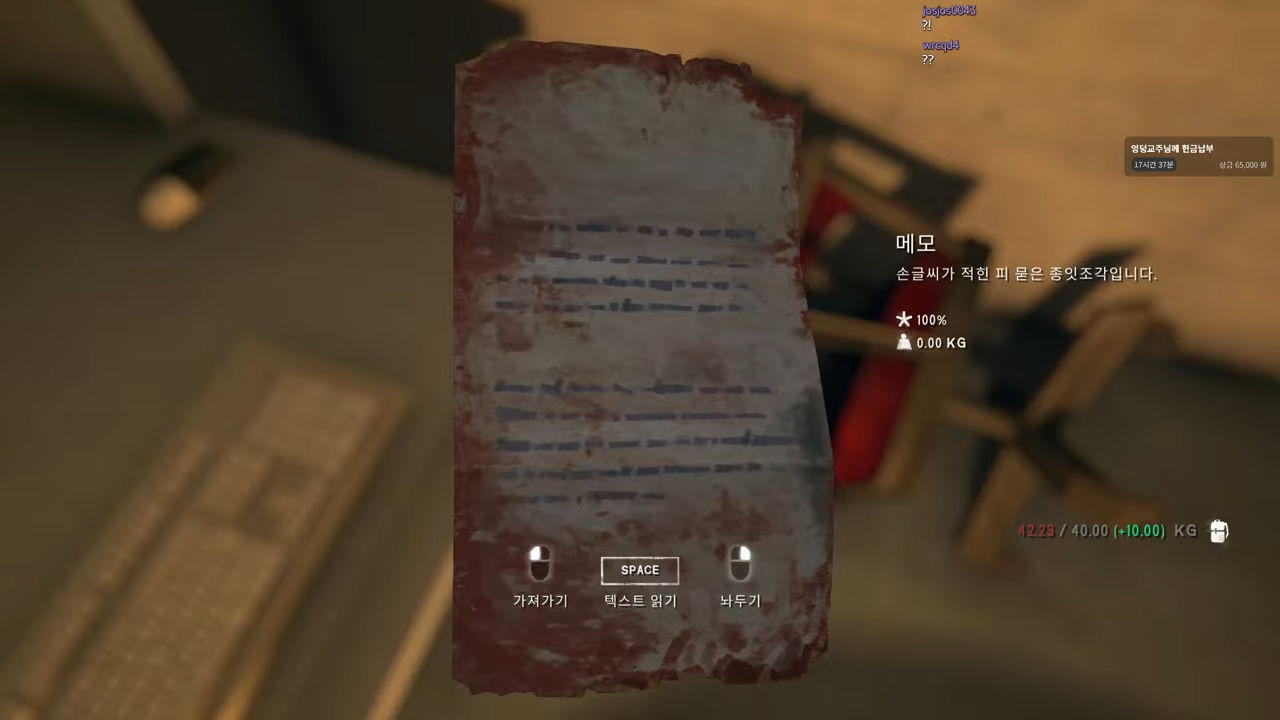 josjos0043
?!
wrcqd4
??
엉덩교주님께 헌금납부
17시간 37분 상금 65,000 원
메모
손글씨가 적힌 피 묻은 종잇조각입니다.
100%
0.00 KG
42.23 / 40.00 (+10.00) KG
SPACE
가져가기 텍스트 읽기 놔두기